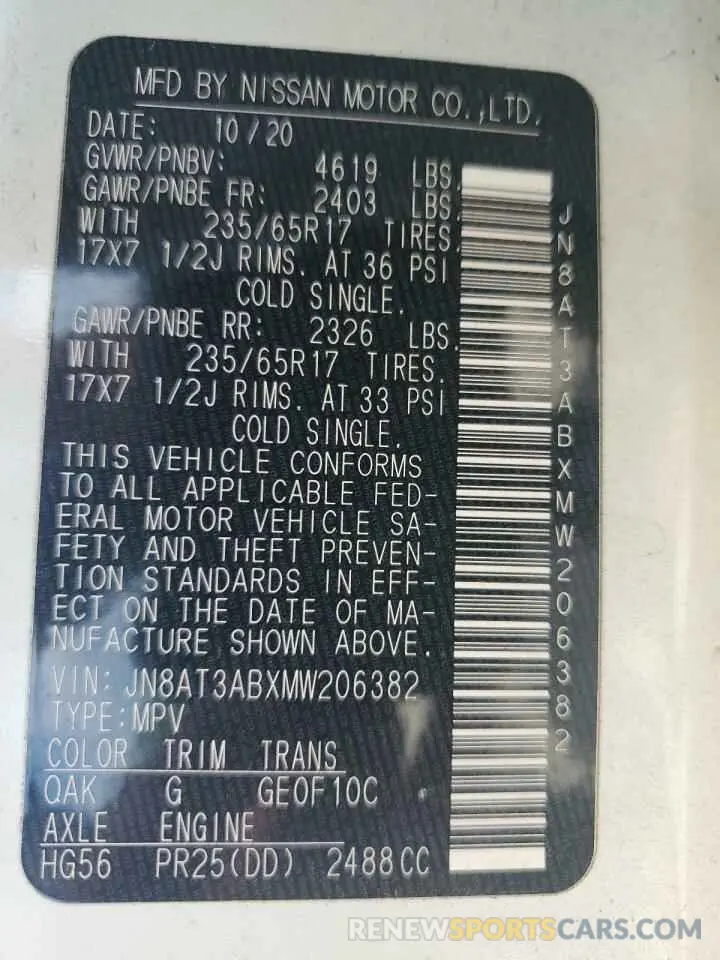 MFD BY NISSAN MOTOR CO.,LTD.
DATE: 10/20
GVWR/PNBV: 4619 LBS.
GAWR/PNBE FR: 2403 LBS.
WITH 235/65R17 TIRES.
17X7 1/2J RIMS. AT 36 PSI
COLD SINGLE.
GAWR/PNBE RR: 2326 LBS.
WITH 235/65R17 TIRES.
17X7 1/2J RIMS. AT 33 PSI
COLD SINGLE.
THIS VEHICLE CONFORMS
TO ALL APPLICABLE FED-
ERAL MOTOR VEHICLE SA-
FETY AND THEFT PREVEN-
TION STANDARDS IN EFF-
ECT ON THE DATE OF MA-
NUFACTURE SHOWN ABOVE.
VIN: JN8AT3ABXMW206382
TYPE:MPV
COLOR TRIM TRANS
QAK G GE0F10C
AXLE ENGINE
HG56 PR25(DD) 2488CC
JN8AT3ABXMW206382
RENEWSPORTSCARS.COM